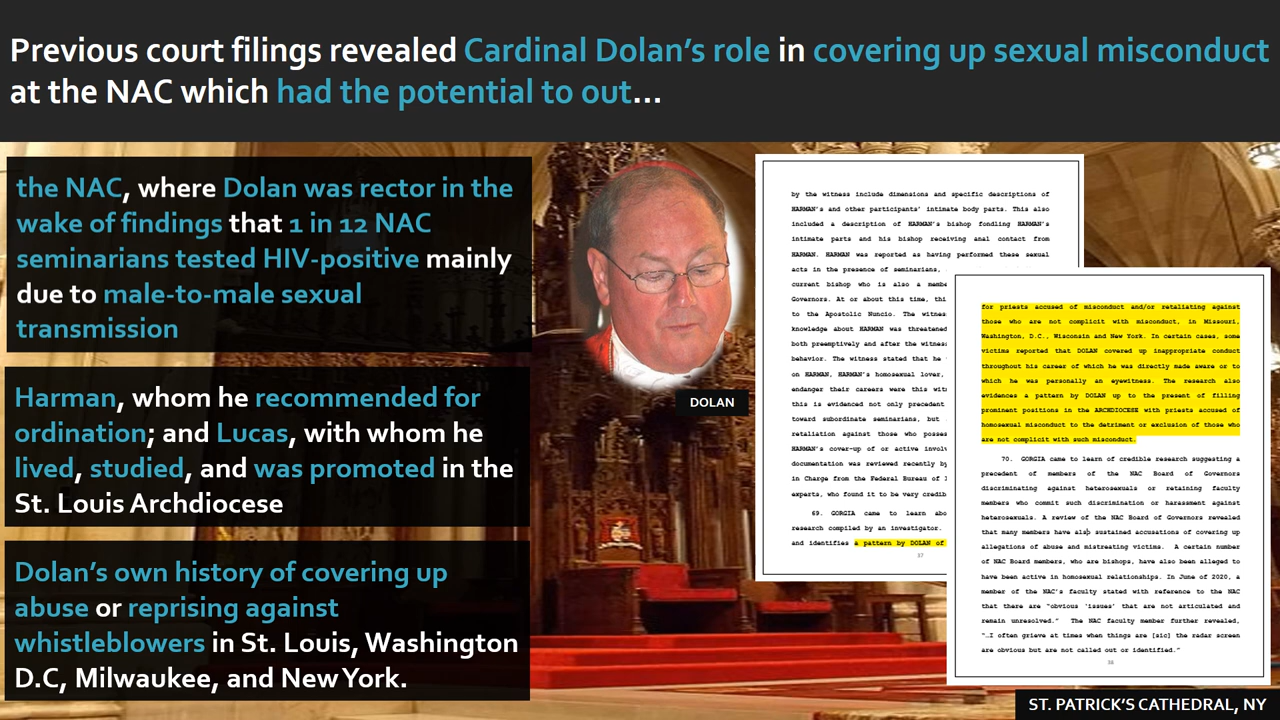 Previous court filings revealed Cardinal Dolan's role in covering up sexual misconduct
at the NAC which had the potential to out...
the NAC, where Dolan was rector in the
wake of findings that 1 in 12 NAC
seminarians tested HIV-positive mainly
due to male-to-male sexual
transmission
Harman, whom he recommended for
ordination; and Lucas, with whom he
lived, studied, and was promoted in the
St. Louis Archdiocese
Dolan's own history of covering up
abuse or reprising against
whistleblowers in St. Louis, Washington
D.C, Milwaukee, and New York.
DOLAN
by the witness include dimensions and specific descriptions of
HARMAN's and other participants' intimate body parts. This also
included a description of HARMAN's bishop fondling HARMAN's
intimate parts and his bishop receiving anal contact from
HARMAN. HARMAN was reported as having performed these sexual
acts in the presence of seminarians,
current bishop who is also a membe
Governors. At or about this time, thi
to the Apostolic Nuncio. The witnes
knowledge about HARMAN was threatened
both preemptively and after the witnes
behavior. The witness stated that he
on HARMAN, HARMAN's homosexual lover,
endanger their careers were this wit
this is evidenced not only precedent
toward subordinate seminarians, but
retaliation against those who posses
HARMAN's cover-up of or active involv
documentation was reviewed recently by
in Charge from the Federal Bureau of I
experts, who found it to be very credib
69. GORGIA came to learn abo
research compiled by an investigator.
and identifies a pattern by DOLAN of
37
for priests accused of misconduct and/or retaliating against
those who are not complicit with misconduct, in Missouri,
Washington, D.C., Wisconsin and New York. In certain cases, some
victims reported that DOLAN covered up inappropriate conduct
throughout his career of which he was directly made aware or to
which he was personally an eyewitness. The research also
evidences a pattern by DOLAN up to the present of filling
prominent positions in the ARCHDIOCESE with priests accused of
homosexual misconduct to the detriment or exclusion of those who
are not complicit with such misconduct.
70. GORGIA came to learn of credible research suggesting a
precedent of members of the NAC Board of Governors
discriminating against heterosexuals or retaining faculty
members who commit such discrimination or harassment against
heterosexuals. A review of the NAC Board of Governors revealed
that many members have also sustained accusations of covering up
allegations of abuse and mistreating victims. A certain number
of NAC Board members, who are bishops, have also been alleged to
have been active in homosexual relationships. In June of 2020, a
member of the NAC's faculty stated with reference to the NAC
that there are "obvious 'issues' that are not articulated and
remain unresolved." The NAC faculty member further revealed,
"…I often grieve at times when things are [sic] the radar screen
are obvious but are not called out or identified."
38
ST. PATRICK'S CATHEDRAL, NY